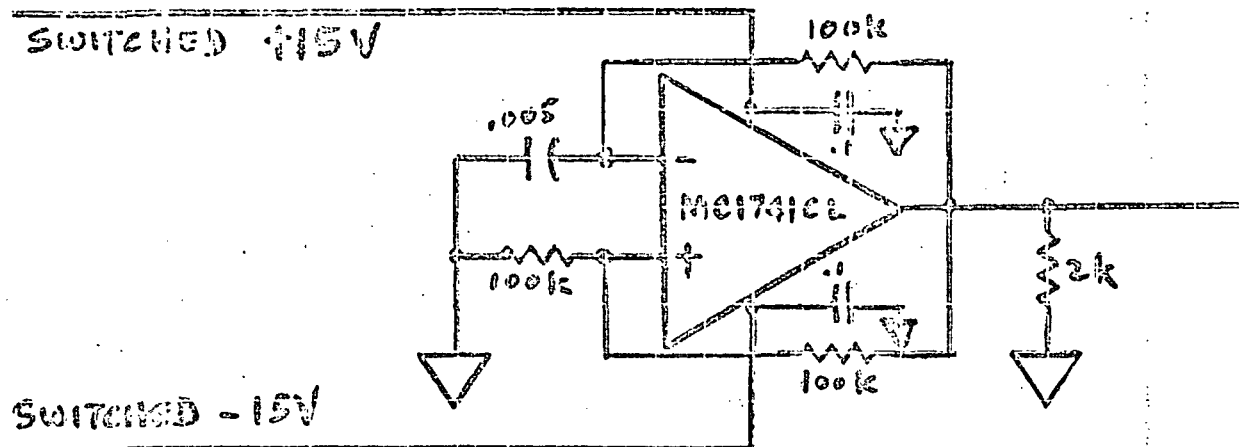 SWITCHED +15V
100k
.005
.1
-
MC1741CL
+
100k
.1
2k
100k
SWITCHED -15V